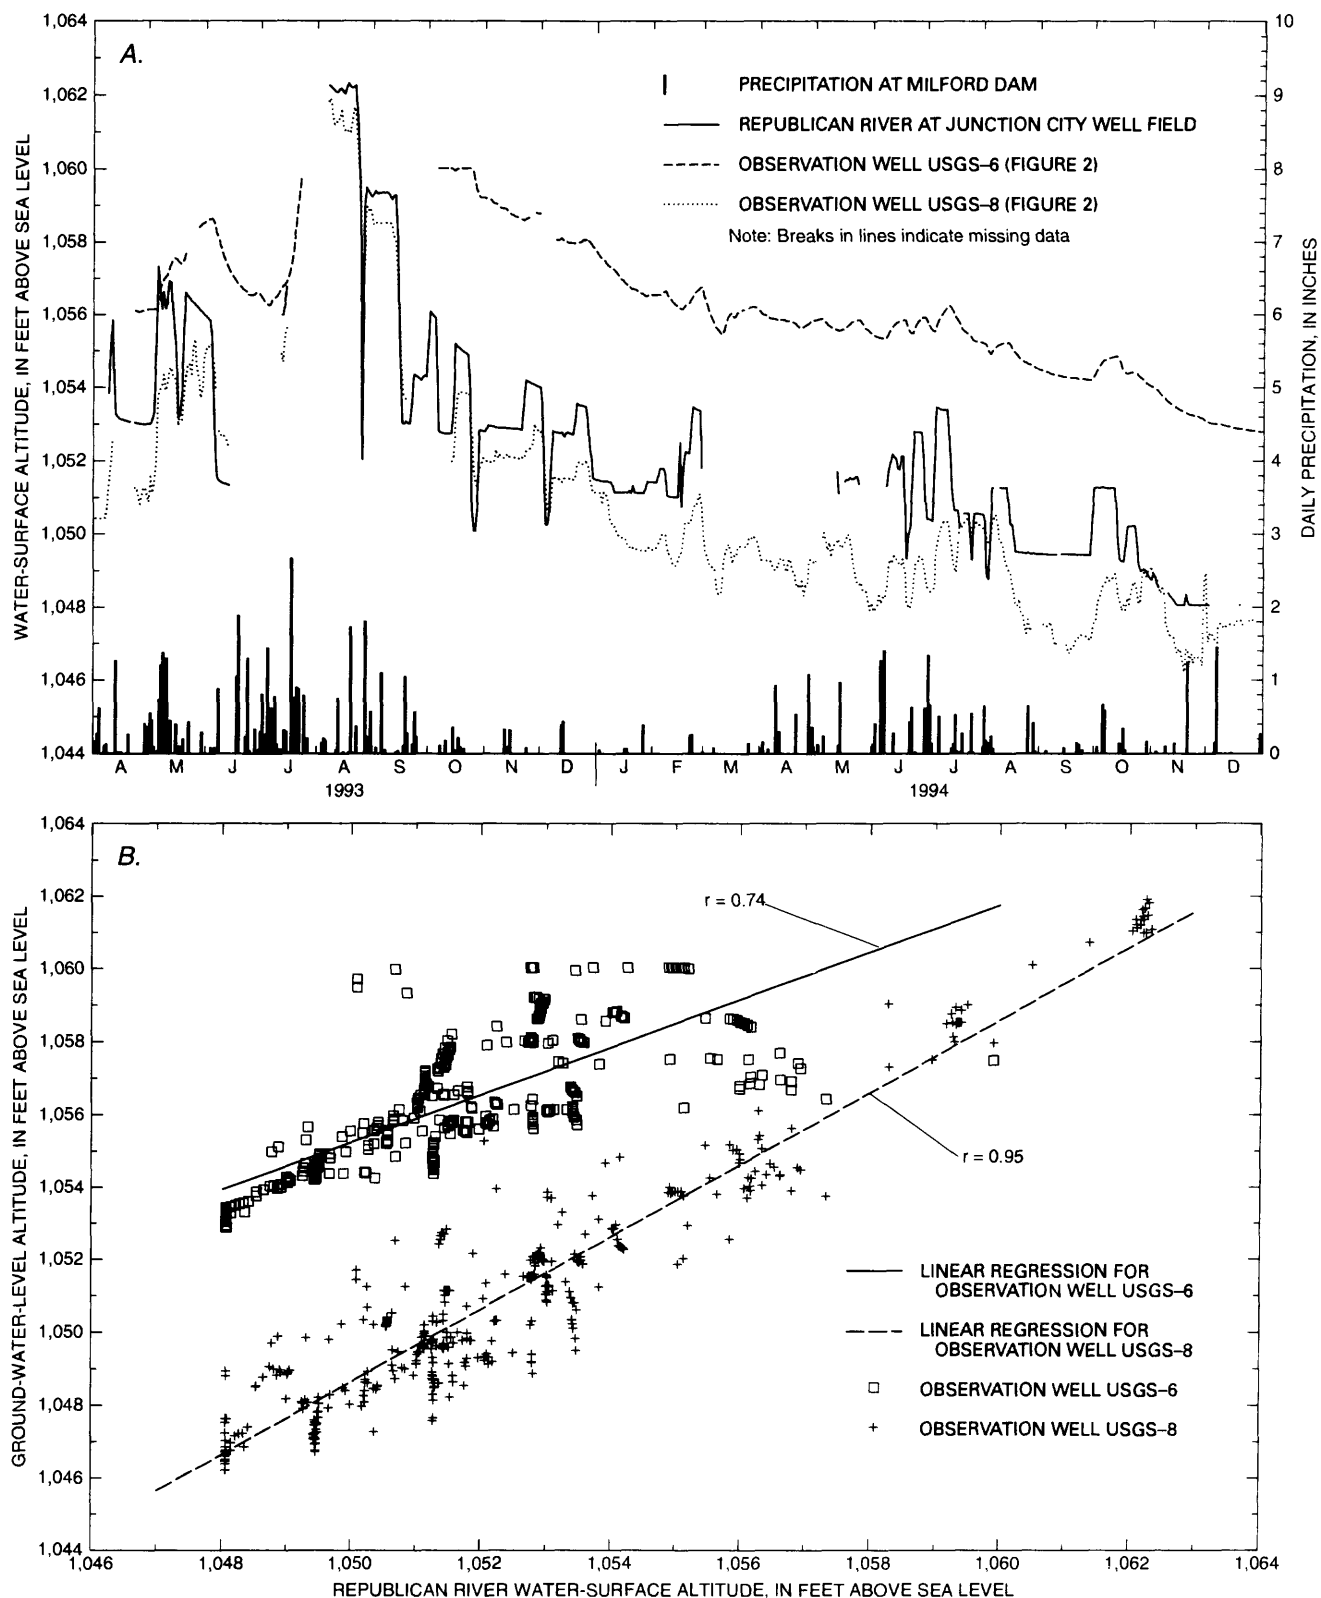 A.
1,064
1,062
1,060
1,058
1,056
1,054
1,052
1,050
1,048
1,046
1,044
WATER-SURFACE ALTITUDE, IN FEET ABOVE SEA LEVEL
10
9
8
7
6
5
4
3
2
1
0
DAILY PRECIPITATION, IN INCHES
PRECIPITATION AT MILFORD DAM
REPUBLICAN RIVER AT JUNCTION CITY WELL FIELD
OBSERVATION WELL USGS–6 (FIGURE 2)
OBSERVATION WELL USGS–8 (FIGURE 2)
Note: Breaks in lines indicate missing data
A M J J A S O N D J F M A M J J A S O N D
1993 1994
B.
1,064
1,062
1,060
1,058
1,056
1,054
1,052
1,050
1,048
1,046
1,044
GROUND-WATER-LEVEL ALTITUDE, IN FEET ABOVE SEA LEVEL
r = 0.74
r = 0.95
LINEAR REGRESSION FOR
OBSERVATION WELL USGS–6
LINEAR REGRESSION FOR
OBSERVATION WELL USGS–8
OBSERVATION WELL USGS–6
OBSERVATION WELL USGS–8
1,046 1,048 1,050 1,052 1,054 1,056 1,058 1,060 1,062 1,064
REPUBLICAN RIVER WATER-SURFACE ALTITUDE, IN FEET ABOVE SEA LEVEL